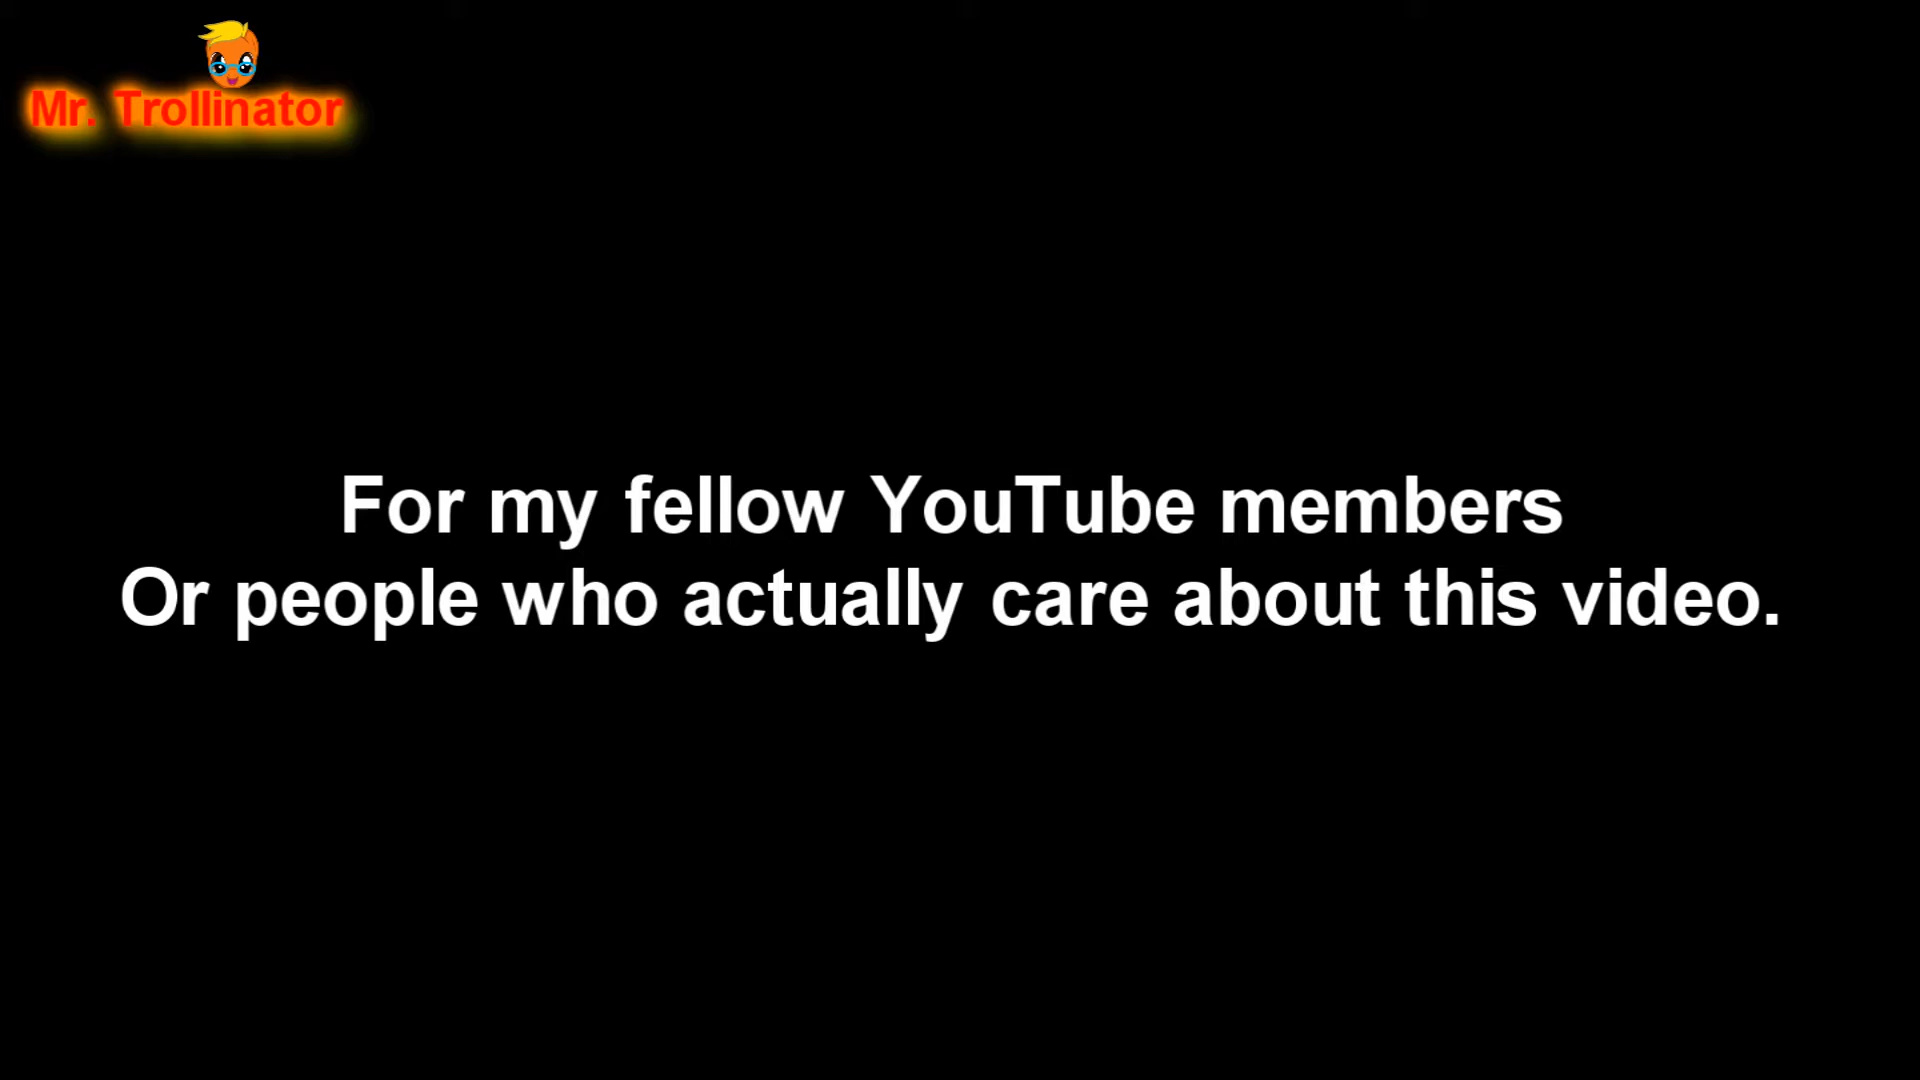 Mr. Trollinator
For my fellow YouTube members
Or people who actually care about this video.